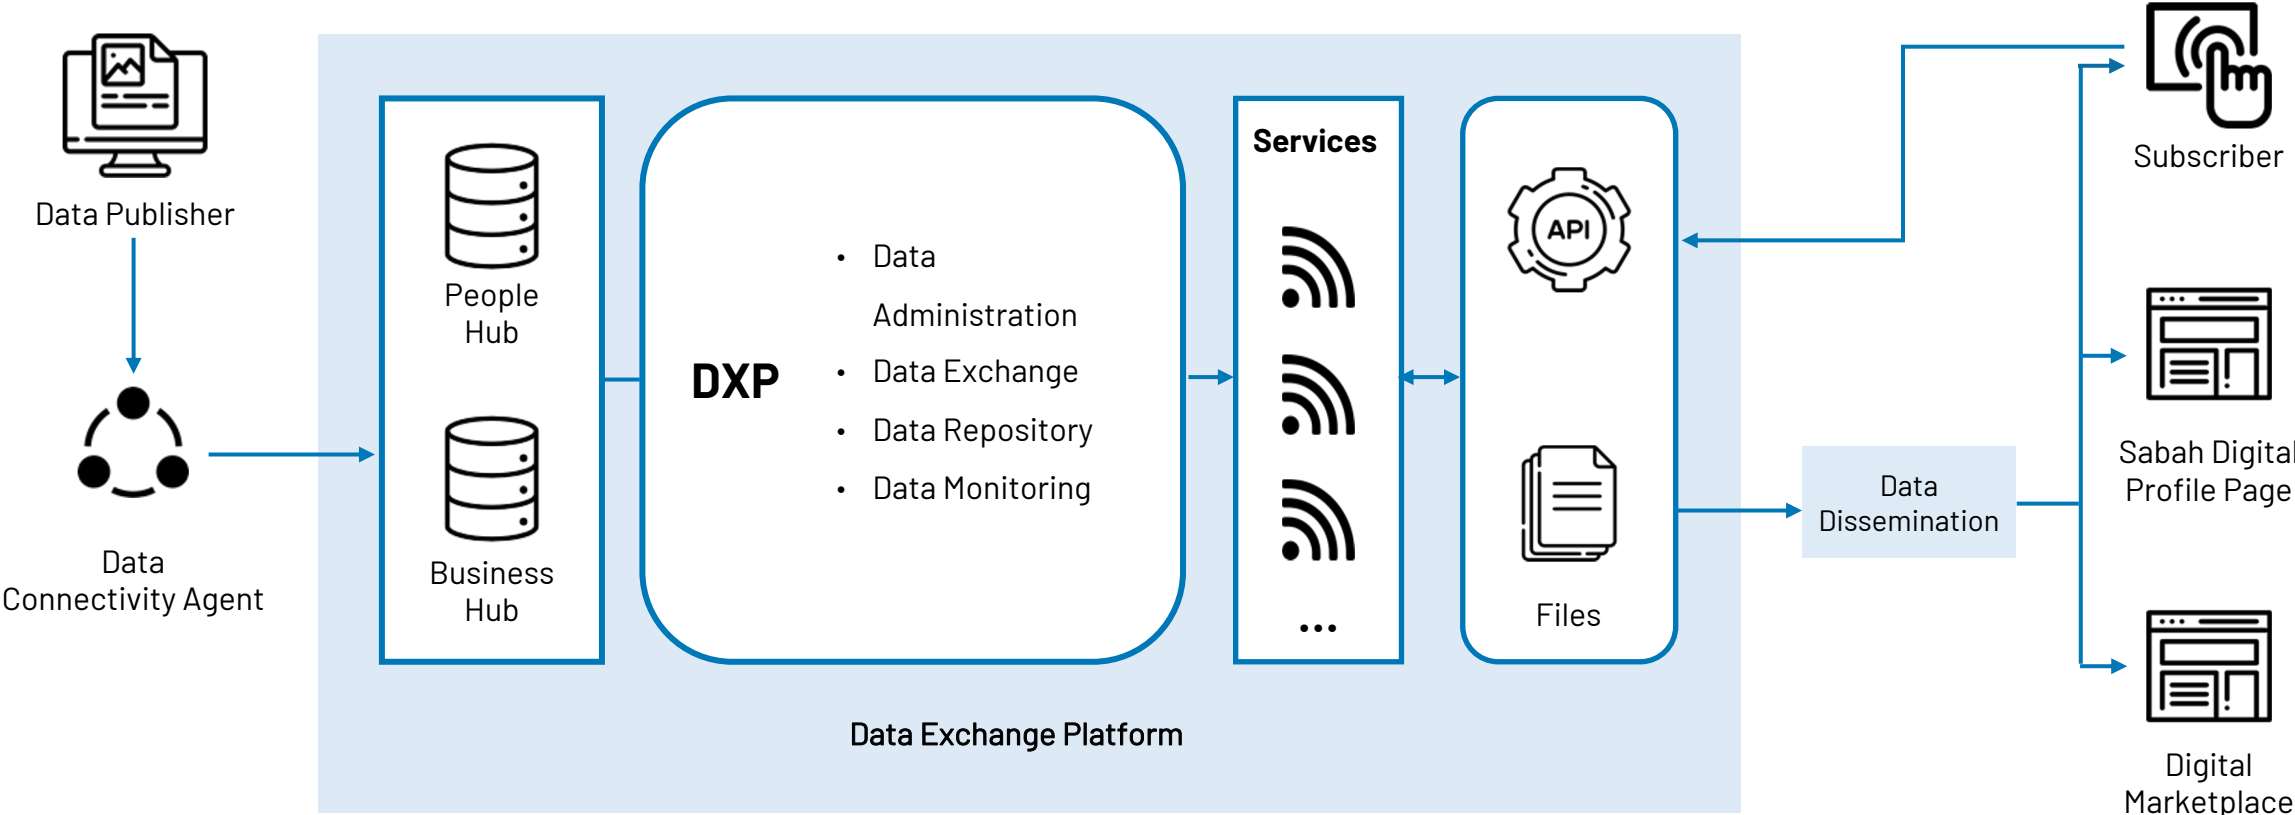 Data Publisher
Data
Connectivity Agent
People
Hub
Business
Hub
DXP
• Data
Administration
• Data Exchange
• Data Repository
• Data Monitoring
Services
...
API
Files
Data Exchange Platform
Data
Dissemination
Subscriber
Sabah Digital
Profile Page
Digital
Marketplace